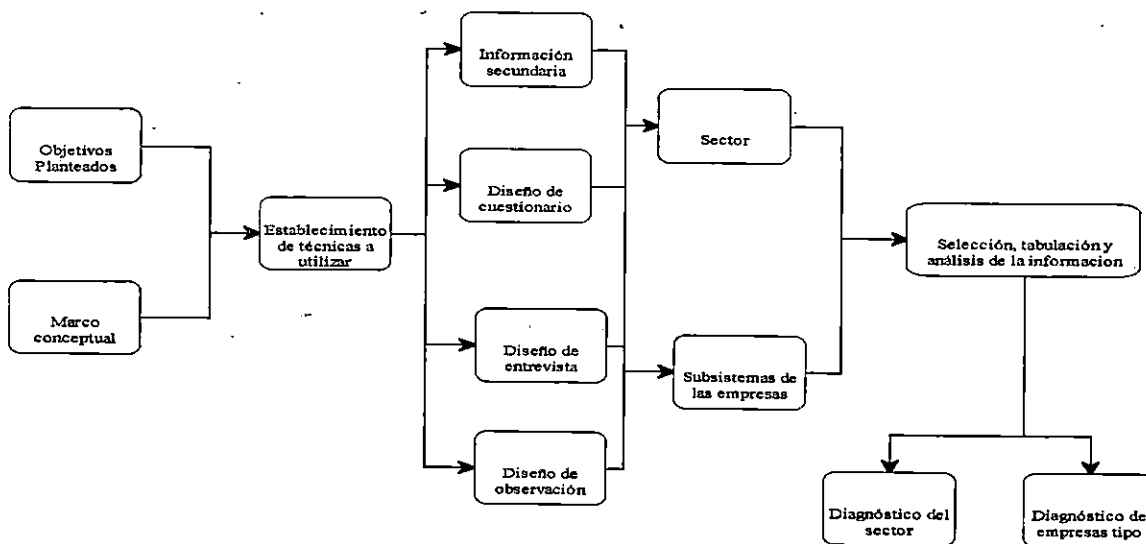 Objetivos
Planteados
Marco
conceptual
Establecimiento
de técnicas a
utilizar
Información
secundaria
Diseño de
cuestionario
Diseño de
entrevista
Diseño de
observación
Sector
Subsistemas de
las empresas
Selección, tabulación y
análisis de la informacion
Diagnóstico del
sector
Diagnóstico de
empresas tipo